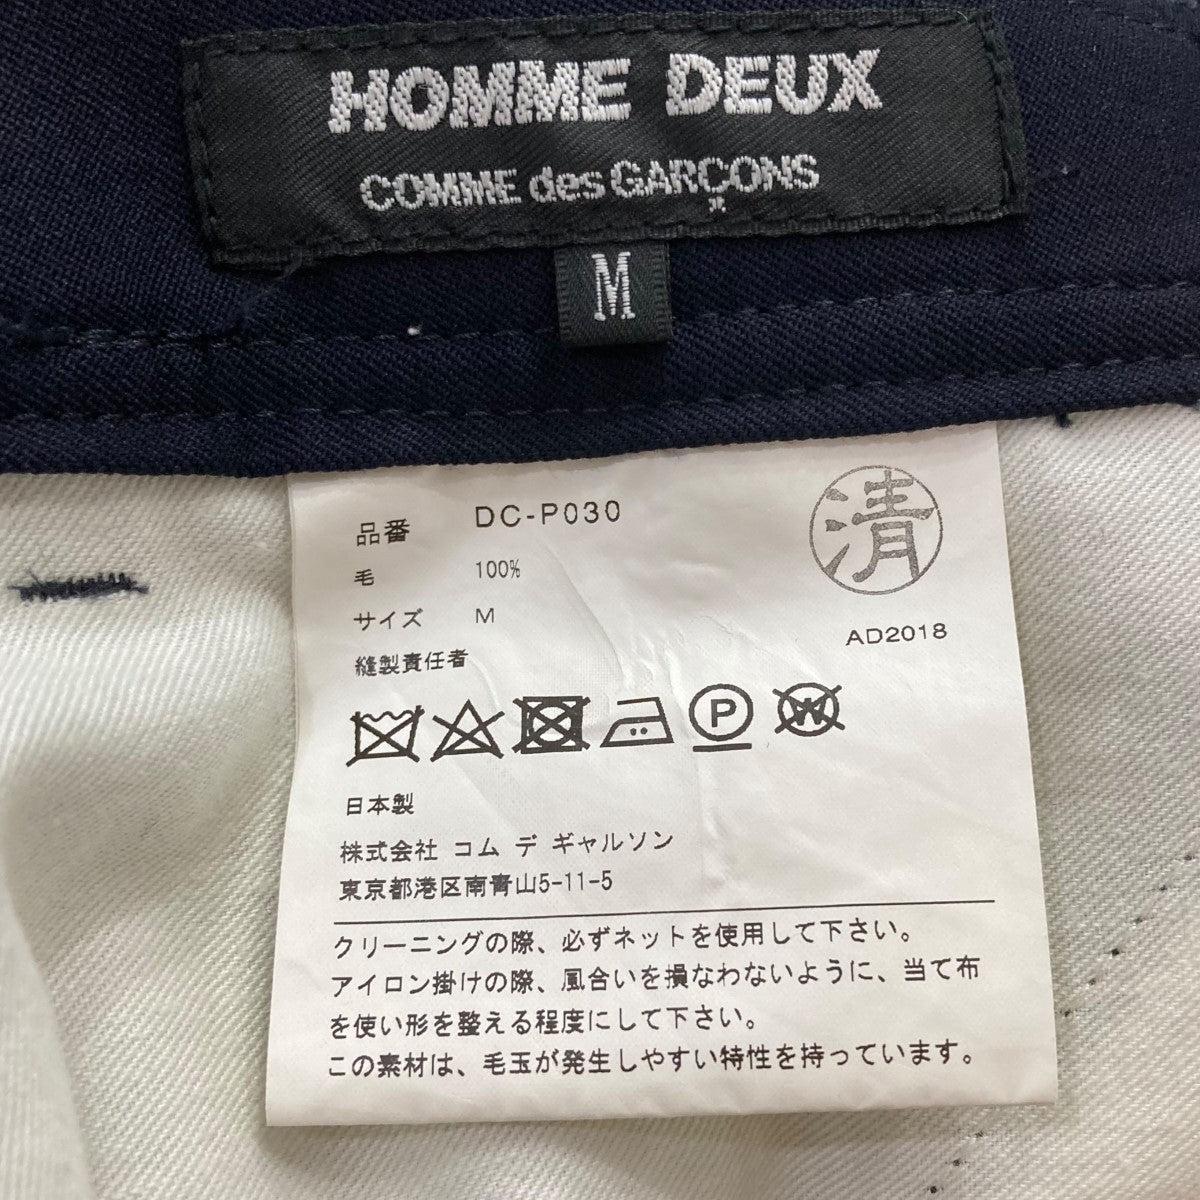 HOMME DEUX
COMME des GARÇONS
M
品番 DC-P030
毛 100%
サイズ M
縫製責任者
清
AD2018
P
W
日本製
株式会社 コム デ ギャルソン
東京都港区南青山5-11-5
クリーニングの際、必ずネットを使用して下さい。
アイロン掛けの際、風合いを損なわないように、当て布
を使い形を整える程度にして下さい。
この素材は、毛玉が発生しやすい特性を持っています。